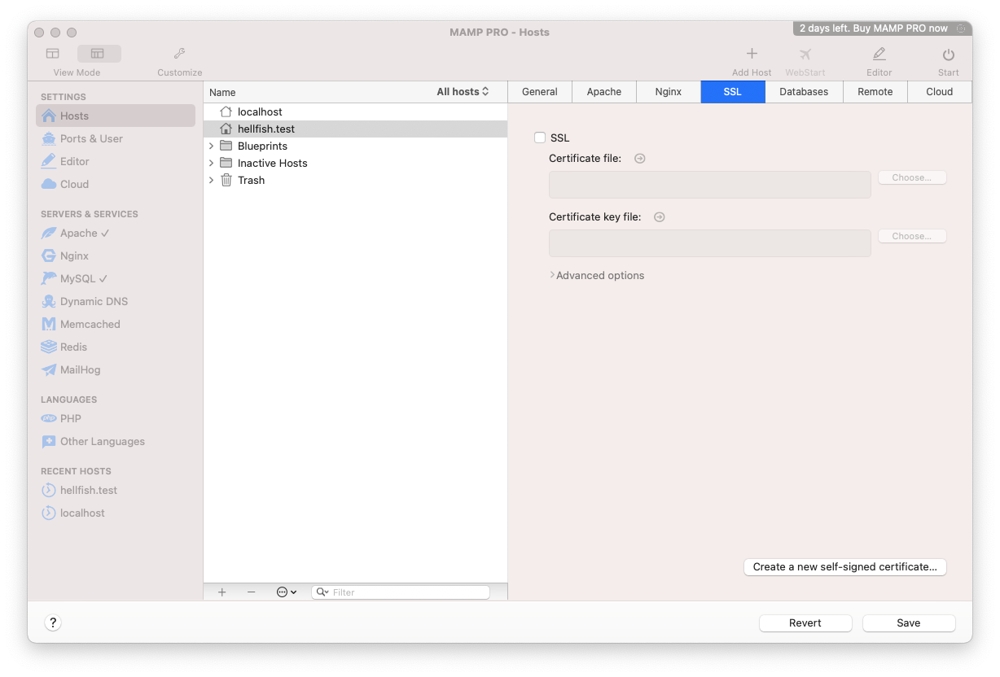 MAMP PRO - Hosts
2 days left. Buy MAMP PRO now
View Mode
Customize
Add Host
WebStart
Editor
Start
SETTINGS
Hosts
Ports & User
Editor
Cloud
SERVERS & SERVICES
Apache ✓
Nginx
MySQL ✓
Dynamic DNS
Memcached
Redis
MailHog
LANGUAGES
php PHP
Other Languages
RECENT HOSTS
hellfish.test
localhost
Name All hosts
localhost
hellfish.test
Blueprints
Inactive Hosts
Trash
Filter
General Apache Nginx SSL Databases Remote Cloud
SSL
Certificate file:
Choose...
Certificate key file:
Choose...
Advanced options
Create a new self-signed certificate...
?
Revert
Save